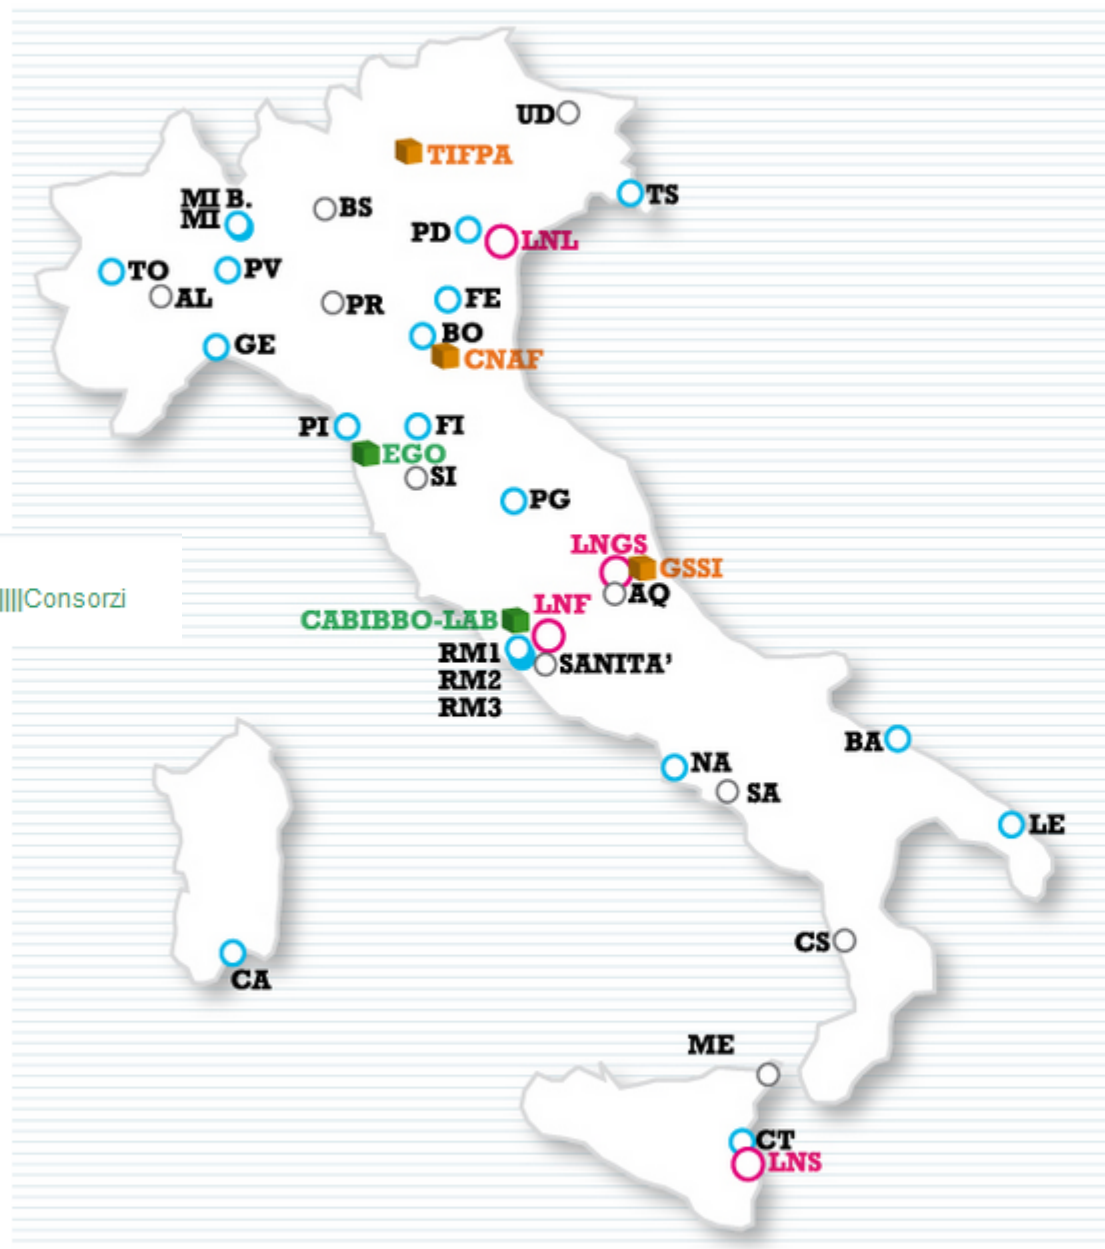 UD
TIFPA
MI B.
MI
BS
TS
PD
LNL
TO
PV
AL
PR
FE
BO
GE
CNAF
PI
FI
EGO
SI
PG
LNGS
GSSI
AQ
||||Consorzi
LNF
CABIBBO-LAB
RM1
SANITA'
RM2
RM3
BA
NA
SA
LE
CS
CA
ME
CT
LNS